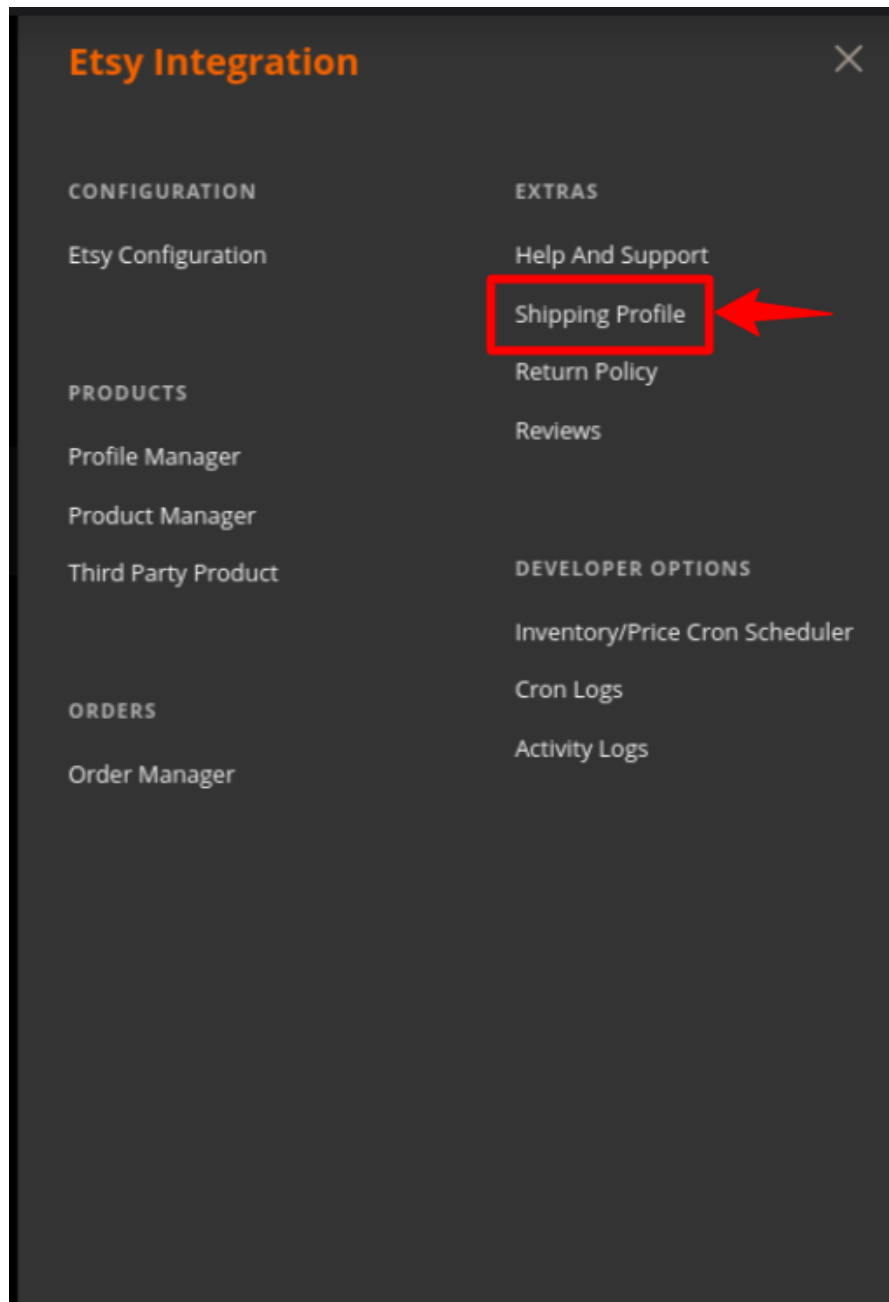 Etsy Integration
CONFIGURATION
Etsy Configuration
PRODUCTS
Profile Manager
Product Manager
Third Party Product
ORDERS
Order Manager
EXTRAS
Help And Support
Shipping Profile
Return Policy
Reviews
DEVELOPER OPTIONS
Inventory/Price Cron Scheduler
Cron Logs
Activity Logs